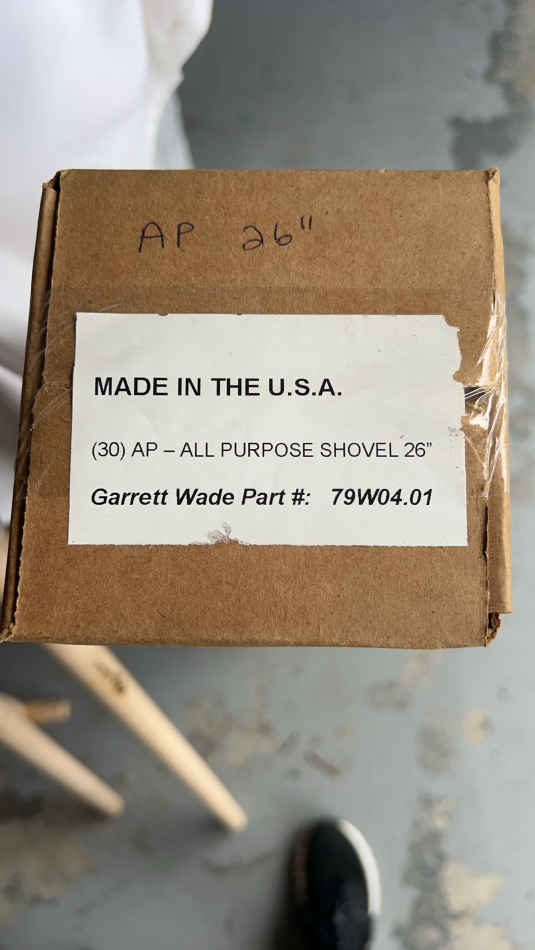 AP 26"
MADE IN THE U.S.A.
(30) AP – ALL PURPOSE SHOVEL 26”
Garrett Wade Part #: 79W04.01